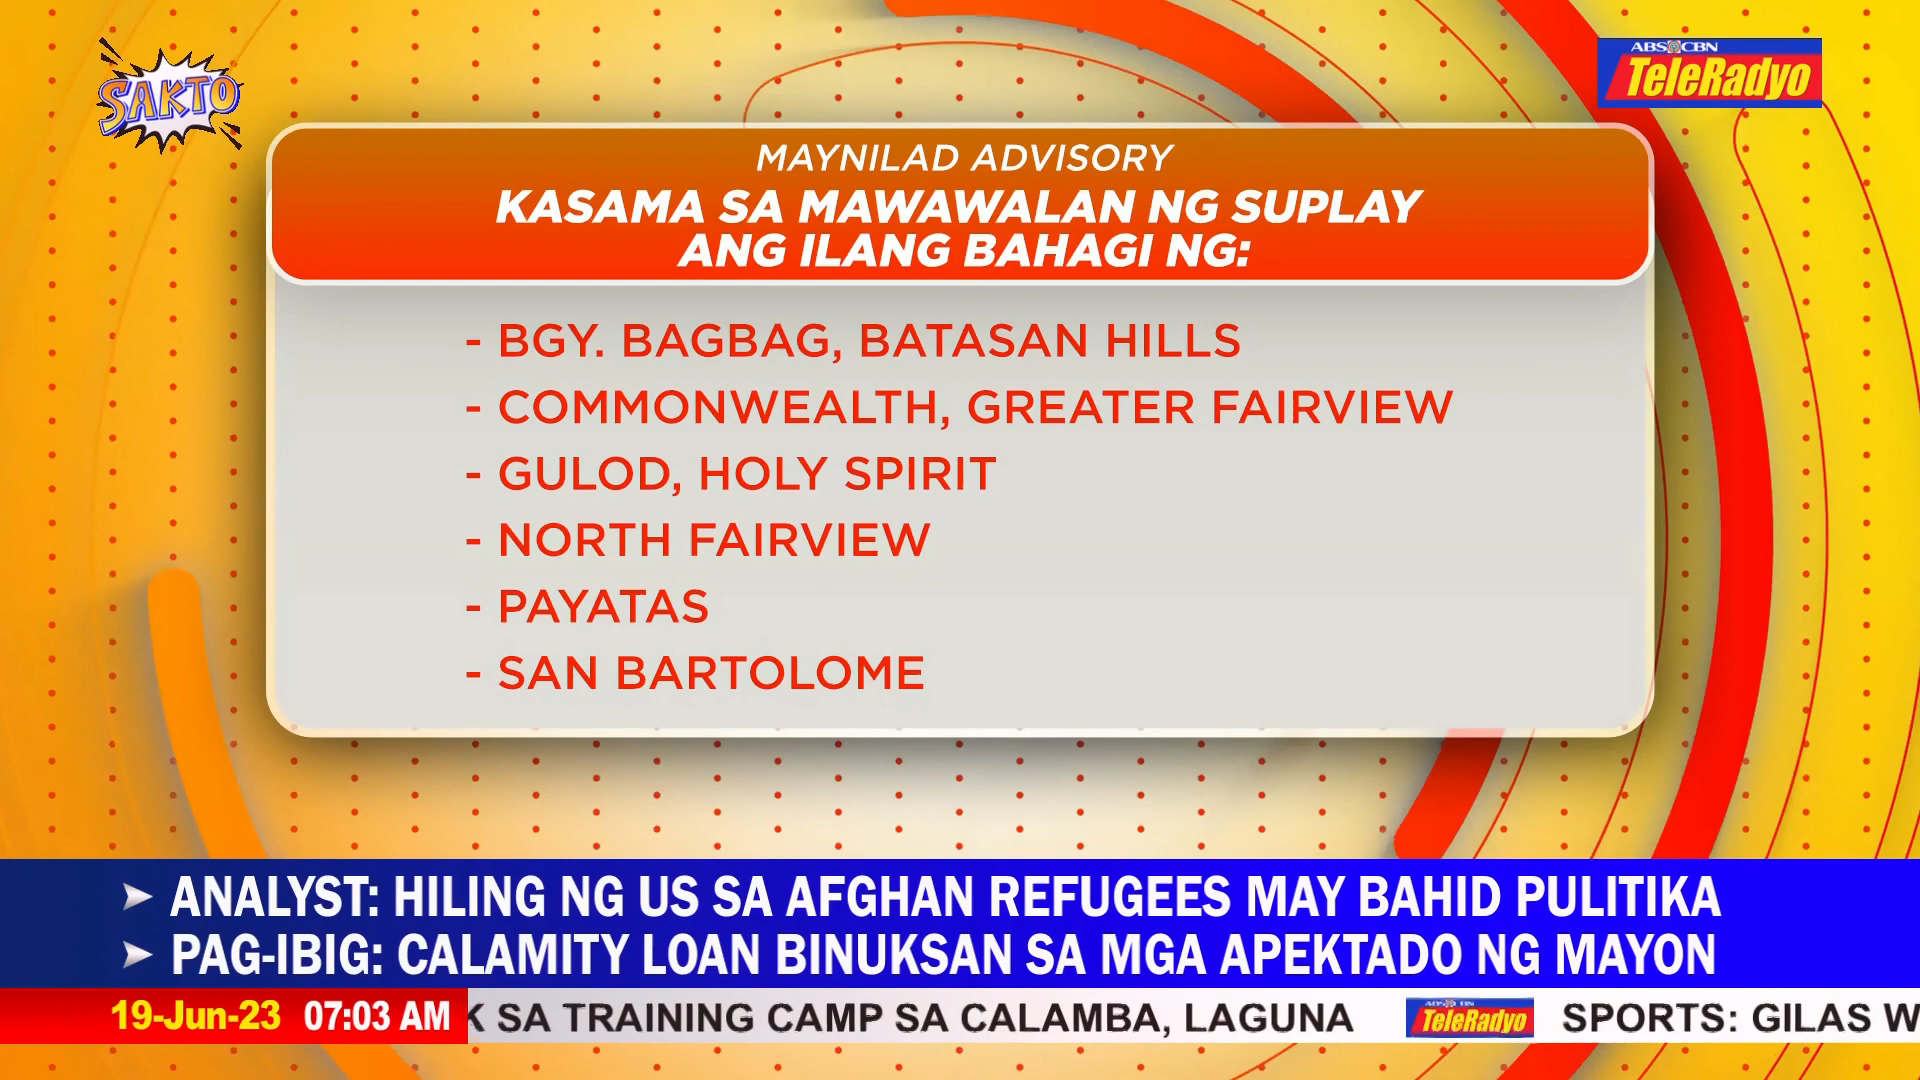 SAKTO
ABS-CBN
TeleRadyo
MAYNILAD ADVISORY
KASAMA SA MAWAWALAN NG SUPLAY
ANG ILANG BAHAGI NG:
- BGY. BAGBAG, BATASAN HILLS
- COMMONWEALTH, GREATER FAIRVIEW
- GULOD, HOLY SPIRIT
- NORTH FAIRVIEW
- PAYATAS
- SAN BARTOLOME
➢ ANALYST: HILING NG US SA AFGHAN REFUGEES MAY BAHID PULITIKA
➢ PAG-IBIG: CALAMITY LOAN BINUKSAN SA MGA APEKTADO NG MAYON
19-Jun-23 07:03 AM K SA TRAINING CAMP SA CALAMBA, LAGUNA ABS-CBN TeleRadyo SPORTS: GILAS W